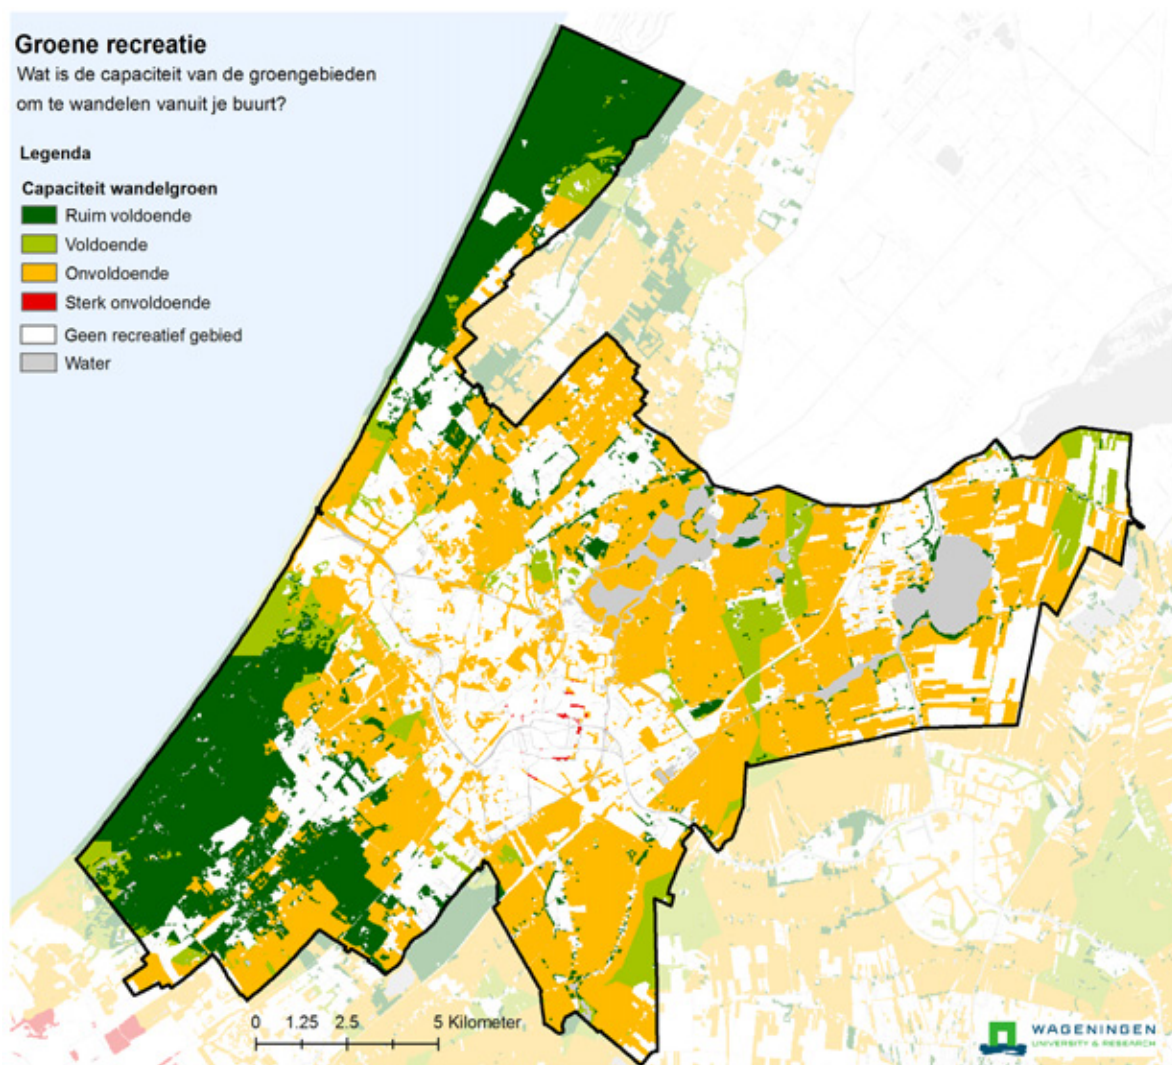 Groene recreatie
Wat is de capaciteit van de groengebieden
om te wandelen vanuit je buurt?
Legenda
Capaciteit wandelgroen
Ruim voldoende
Voldoende
Onvoldoende
Sterk onvoldoende
Geen recreatief gebied
Water
0 1.25 2.5 5 Kilometer
WAGENINGEN
UNIVERSITY & RESEARCH